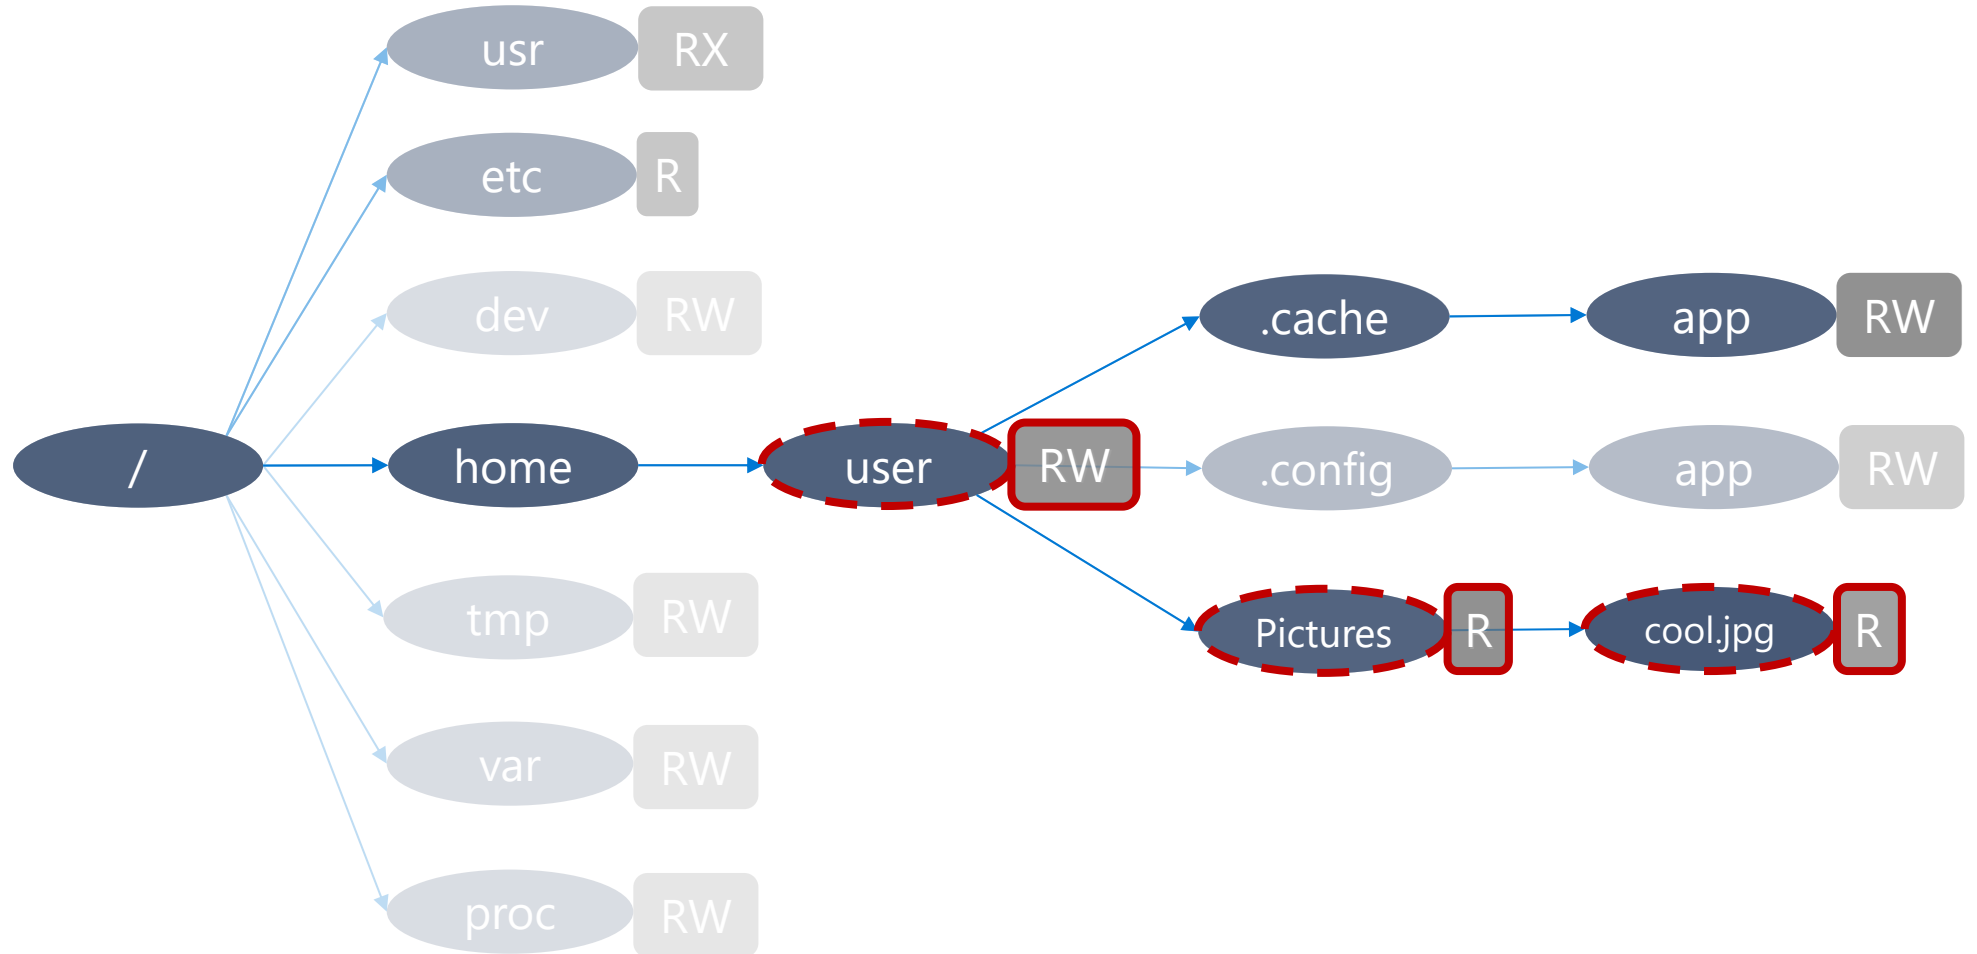 usr RX
etc R
dev RW
.cache app RW
/ home user RW .config app RW
tmp RW Pictures R cool.jpg R
var RW
proc RW